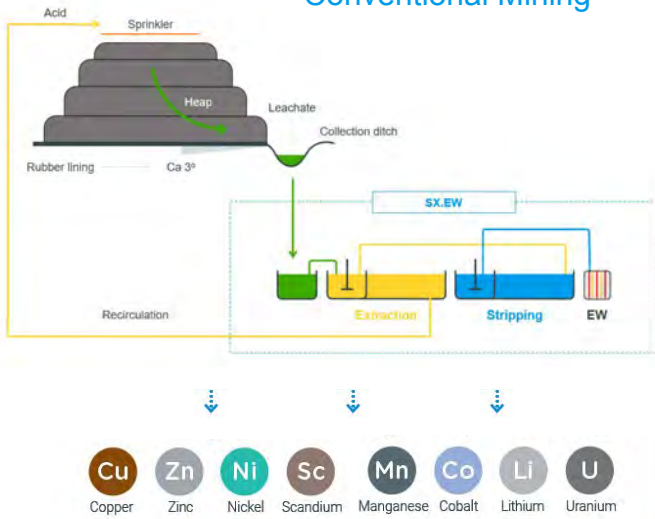 Conventional Mining
Acid
Sprinkler
Heap
Leachate
Collection ditch
Rubber lining
Ca 3º
SX.EW
Recirculation
Extraction
Stripping
EW
Cu Zn Ni Sc Mn Co Li U
Copper Zinc Nickel Scandium Manganese Cobalt Lithium Uranium